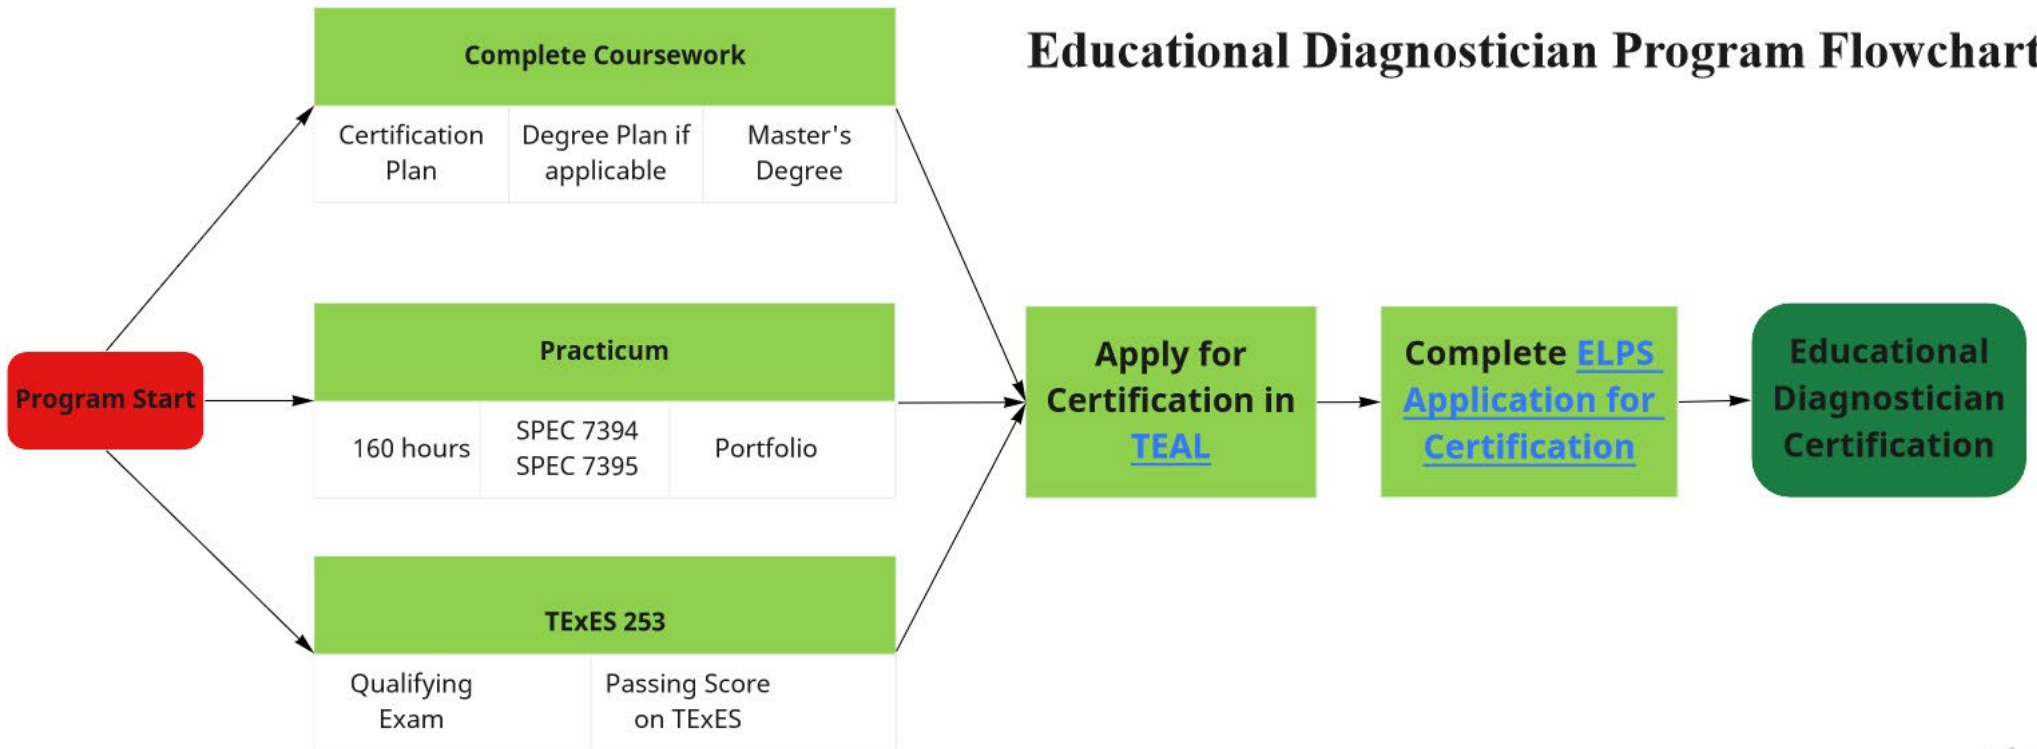 Educational Diagnostician Program Flowchart
Complete Coursework
Certification
Plan
Degree Plan if
applicable
Master's
Degree
Program Start
Practicum
160 hours
SPEC 7394
SPEC 7395
Portfolio
TExES 253
Qualifying
Exam
Passing Score
on TExES
Apply for
Certification in
TEAL
Complete ELPS
Application for
Certification
Educational
Diagnostician
Certification